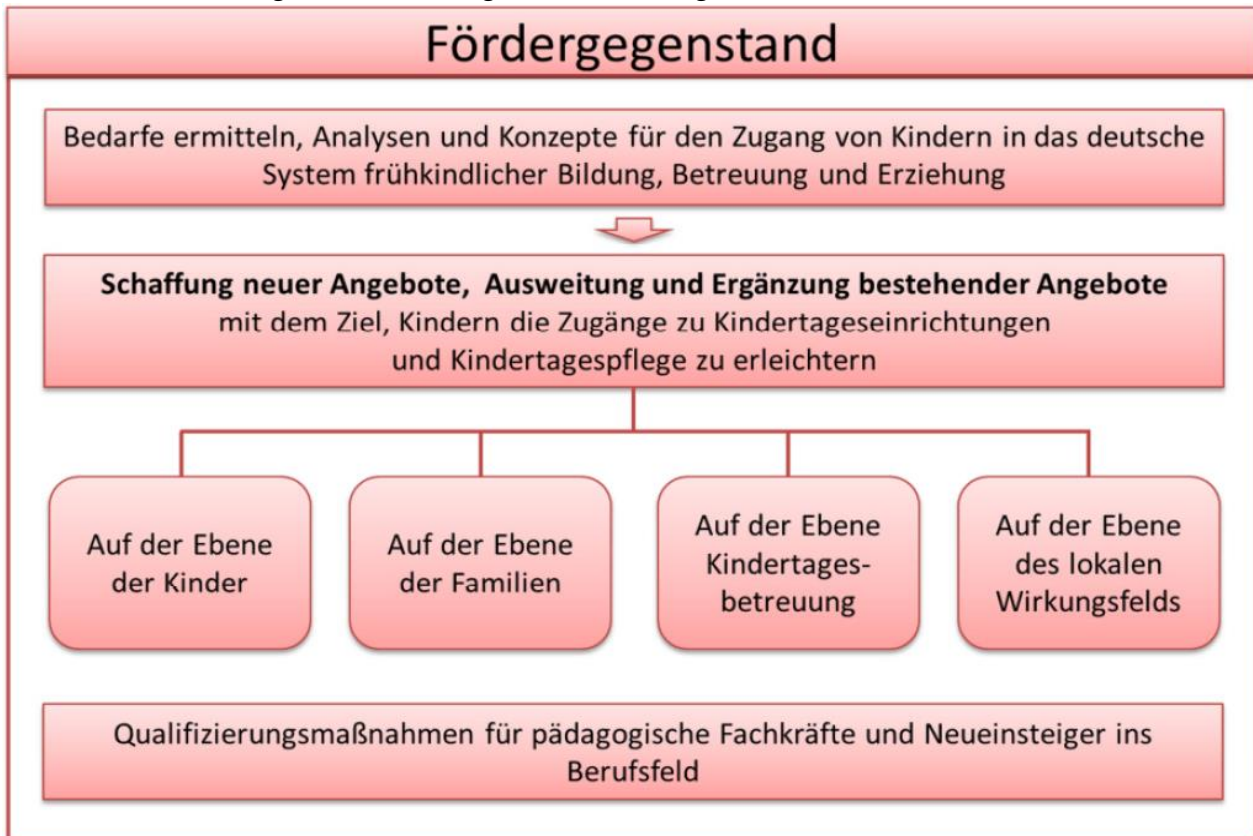 Fördergegenstand
Bedarfe ermitteln, Analysen und Konzepte für den Zugang von Kindern in das deutsche
System frühkindlicher Bildung, Betreuung und Erziehung
Schaffung neuer Angebote, Ausweitung und Ergänzung bestehender Angebote
mit dem Ziel, Kindern die Zugänge zu Kindertageseinrichtungen
und Kindertagespflege zu erleichtern
Auf der Ebene
der Kinder
Auf der Ebene
der Familien
Auf der Ebene
Kindertages-
betreuung
Auf der Ebene
des lokalen
Wirkungsfelds
Qualifizierungsmaßnahmen für pädagogische Fachkräfte und Neueinsteiger ins
Berufsfeld